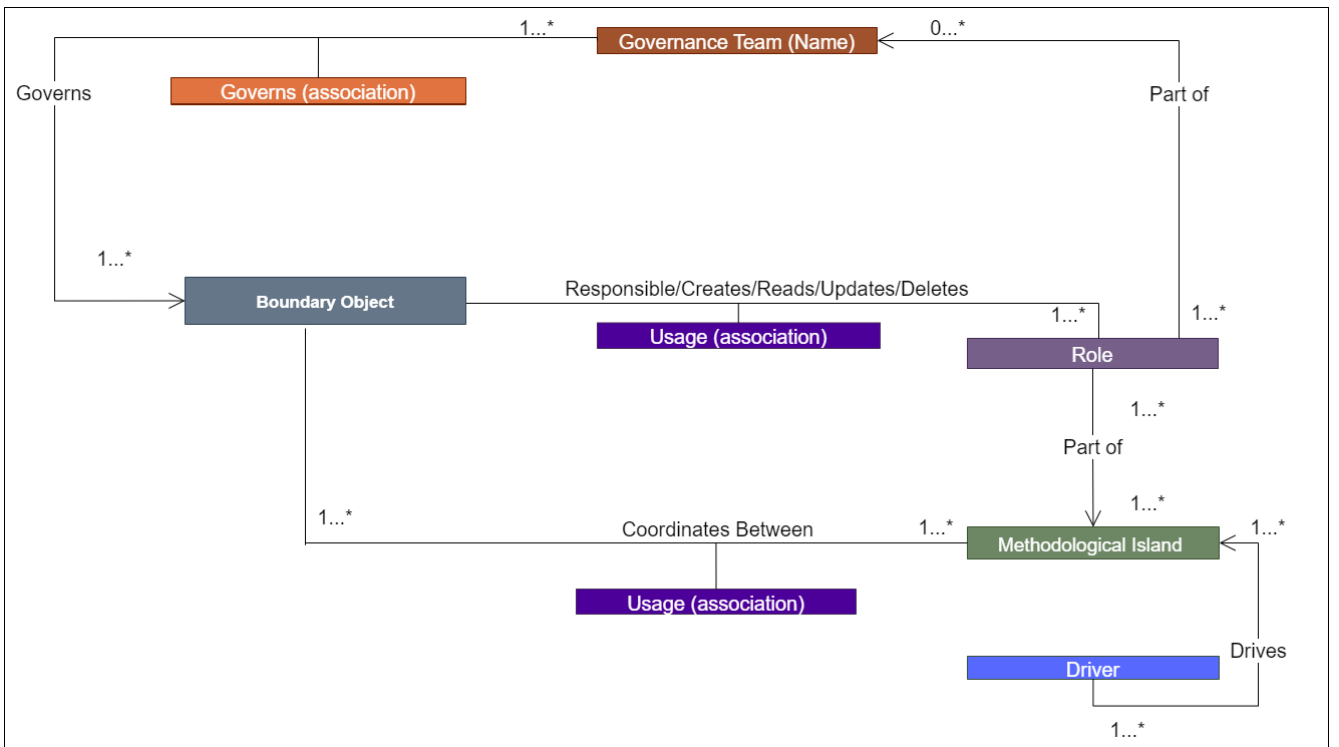 1...*
Governance Team (Name)
0...*
Governs
Governs (association)
Part of
1...*
Boundary Object
Responsible/Creates/Reads/Updates/Deletes
Usage (association)
1...*
1...*
Role
1...*
Part of
1...*
1...*
Coordinates Between
1...*
1...*
Methodological Island
Usage (association)
Drives
Driver
1...*